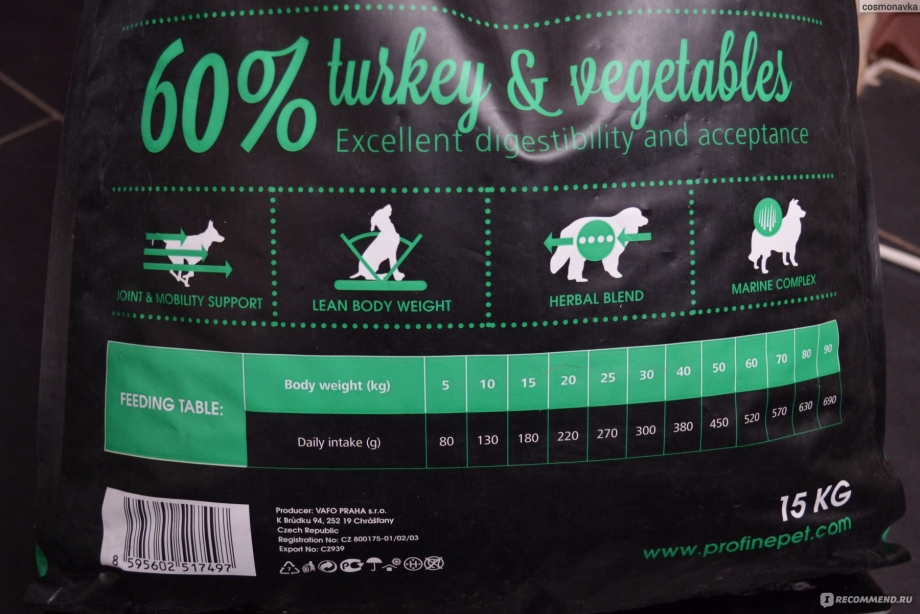 cosmonavka
60% turkey & vegetables
Excellent digestibility and acceptance
JOINT & MOBILITY SUPPORT
LEAN BODY WEIGHT
HERBAL BLEND
MARINE COMPLEX
FEEDING TABLE:
Body weight (kg) 5 10 15 20 25 30 40 50 60 70 80 90
Daily intake (g) 80 130 180 220 270 300 380 450 520 570 630 690
8 595602 517497
Producer: VAFO PRAHA s.r.o.
K Brůdku 94, 252 19 Chrášťany
Czech Republic
Registration No: CZ 800175-01/02/03
Export No: CZ939
15 KG
www.profinepet.com
RECOMMEND.RU